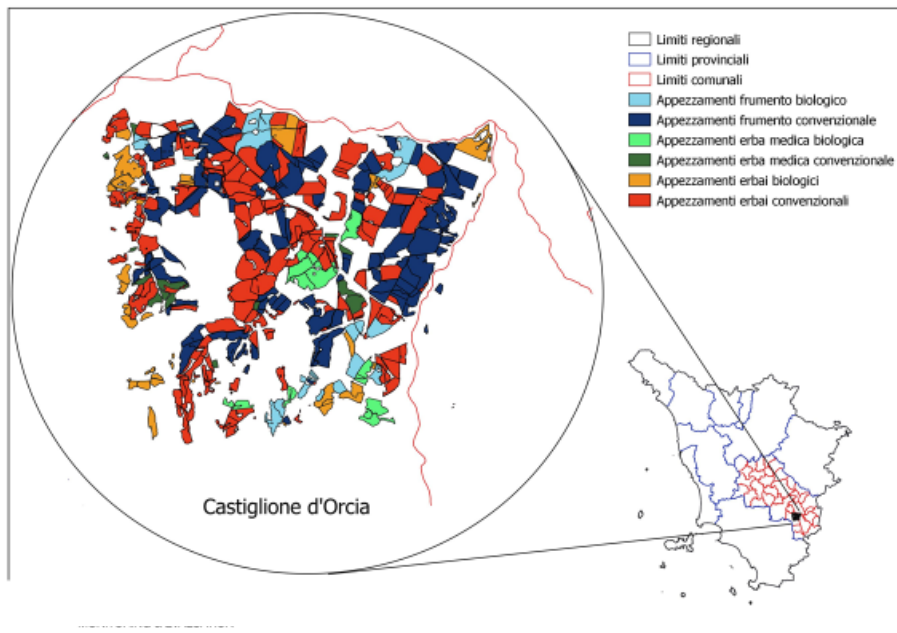 Limiti regionali
Limiti provinciali
Limiti comunali
Appezzamenti frumento biologico
Appezzamenti frumento convenzionale
Appezzamenti erba medica biologica
Appezzamenti erba medica convenzionale
Appezzamenti erbai biologici
Appezzamenti erbai convenzionali
Castiglione d'Orcia